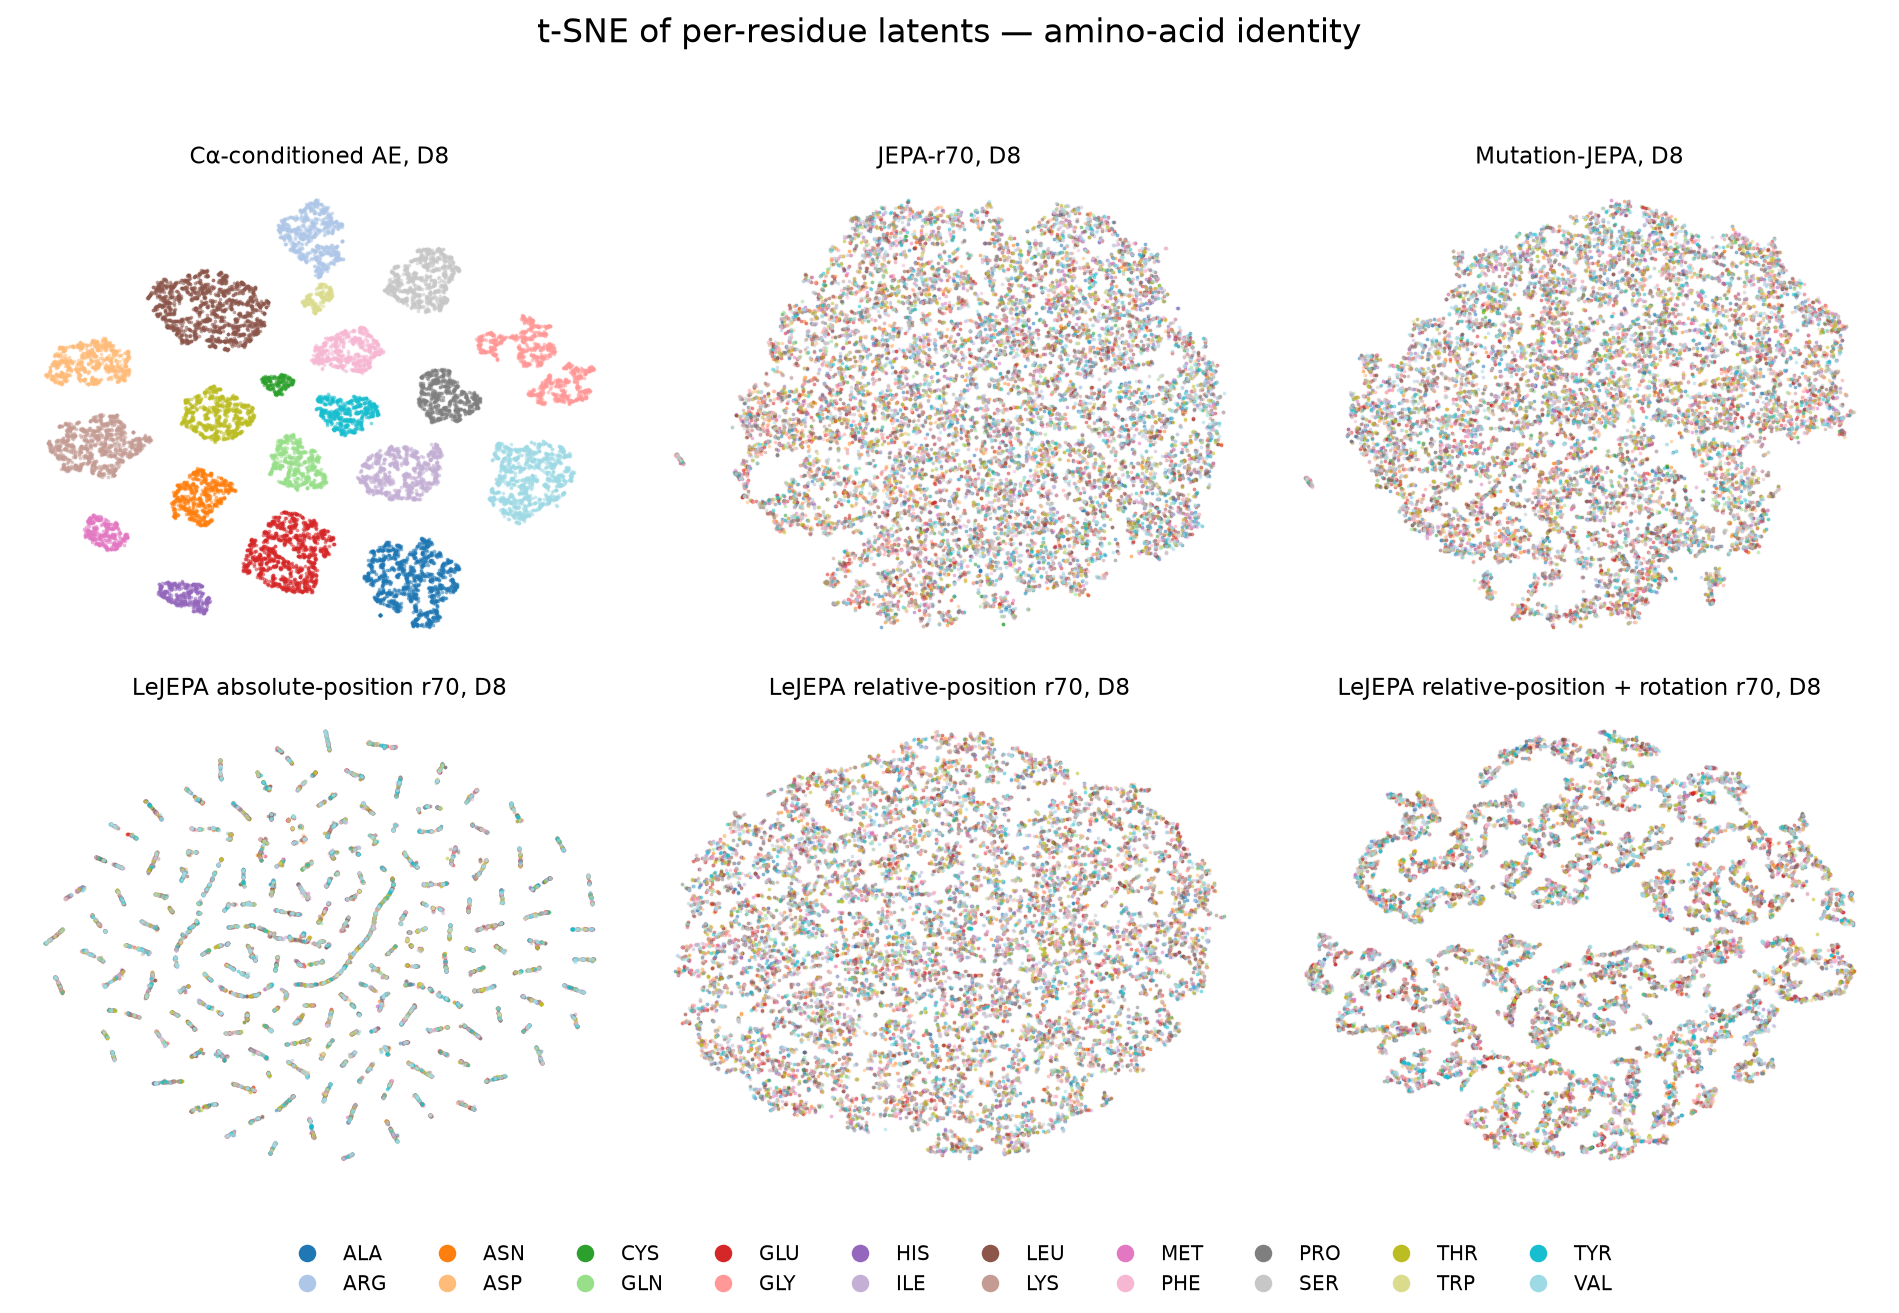 t-SNE of per-residue latents — amino-acid identity
Cα-conditioned AE, D8
JEPA-r70, D8
Mutation-JEPA, D8
LeJEPA absolute-position r70, D8
LeJEPA relative-position r70, D8
LeJEPA relative-position + rotation r70, D8
ALA ASN CYS GLU HIS LEU MET PRO THR TYR
ARG ASP GLN GLY ILE LYS PHE SER TRP VAL